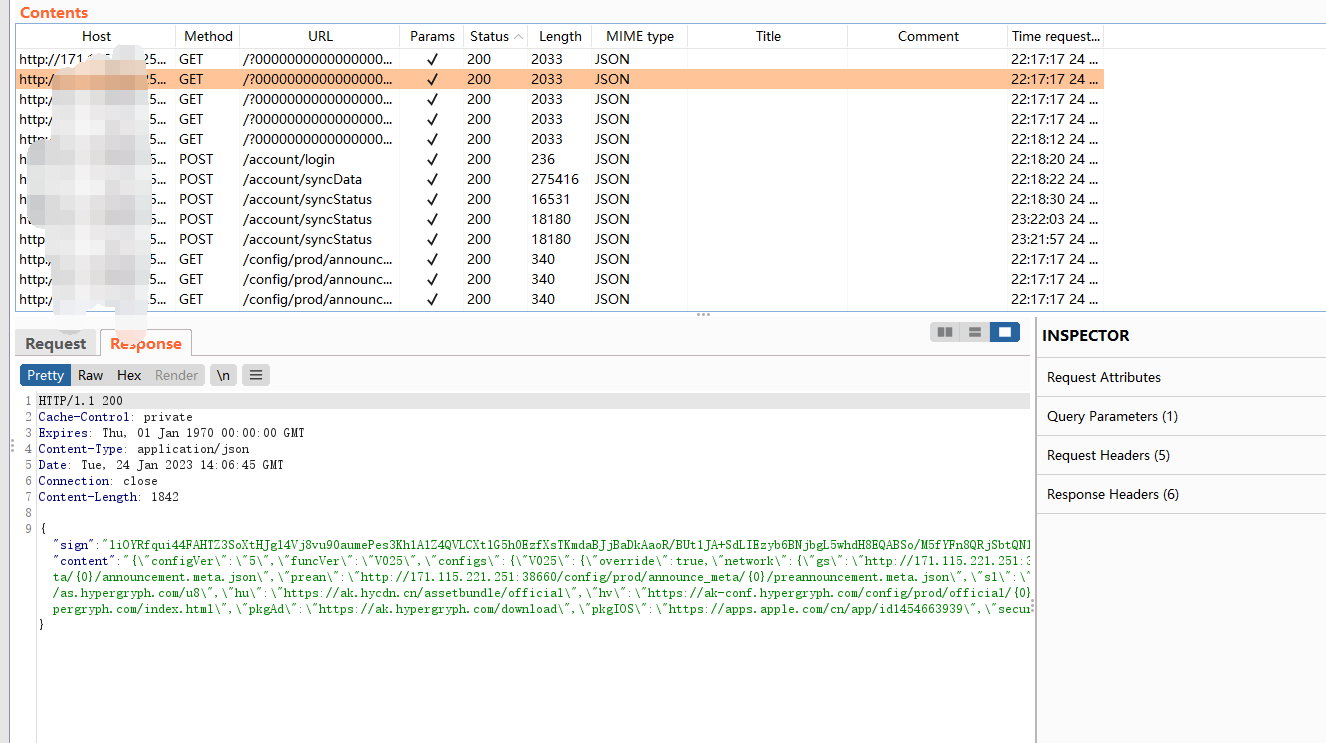 Contents
Host Method URL Params Status Length MIME type Title Comment Time request...
http://171.1 25... GET /?0000000000000000... ✓ 200 2033 JSON 22:17:17 24 ...
http:/ 5... GET /?0000000000000000... ✓ 200 2033 JSON 22:17:17 24 ...
http:/ 5... GET /?0000000000000000... ✓ 200 2033 JSON 22:17:17 24 ...
http:/ 5... GET /?0000000000000000... ✓ 200 2033 JSON 22:17:17 24 ...
http: 5... GET /?0000000000000000... ✓ 200 2033 JSON 22:18:12 24 ...
h 5... POST /account/login ✓ 200 236 JSON 22:18:20 24 ...
h 5... POST /account/syncData ✓ 200 275416 JSON 22:18:22 24 ...
h 5... POST /account/syncStatus ✓ 200 16531 JSON 22:18:30 24 ...
ht 5... POST /account/syncStatus ✓ 200 18180 JSON 23:22:03 24 ...
http 5... POST /account/syncStatus ✓ 200 18180 JSON 23:21:57 24 ...
http:/ 5... GET /config/prod/announc... ✓ 200 340 JSON 22:17:17 24 ...
http:/ 5... GET /config/prod/announc... ✓ 200 340 JSON 22:17:17 24 ...
http:/ 5... GET /config/prod/announc... ✓ 200 340 JSON 22:17:17 24 ...
Request Response
Pretty Raw Hex Render \n
1 HTTP/1.1 200
2 Cache-Control: private
3 Expires: Thu, 01 Jan 1970 00:00:00 GMT
4 Content-Type: application/json
5 Date: Tue, 24 Jan 2023 14:06:45 GMT
6 Connection: close
7 Content-Length: 1842
8
9 {
"sign":"liOYRfqui44FAHTZ3SoXtHJgl4Vj8vu90aumePes3Kh1A1Z4QVLCXt1G5h0EzfXsTKmdaBJjBaDkAaoR/BUt1JA+SdLIEzyb6BNjbgL5whdH8EQABSo/M5fYFn8QRjSbtQN1
"content":"{\"configVer\":\"5\",\"funcVer\":\"V025\",\"configs\":{\"V025\":{\"override\":true,\"network\":{\"gs\":\"http://171.115.221.251:3
ta/{0}/announcement.meta.json\",\"prean\":\"http://171.115.221.251:38660/config/prod/announce_meta/{0}/preannouncement.meta.json\",\"sl\":\"
/as.hypergryph.com/u8\",\"hu\":\"https://ak.hycdn.cn/assetbundle/official\",\"hv\":\"https://ak-conf.hypergryph.com/config/prod/official/{0}
pergryph.com/index.html\",\"pkgAd\":\"https://ak.hypergryph.com/download\",\"pkgIOS\":\"https://apps.apple.com/cn/app/id1454663939\",\"secur
}
INSPECTOR
Request Attributes
Query Parameters (1)
Request Headers (5)
Response Headers (6)